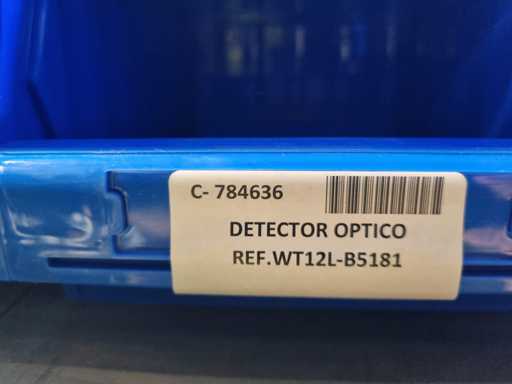 C- 784636
DETECTOR OPTICO
REF.WT12L-B5181